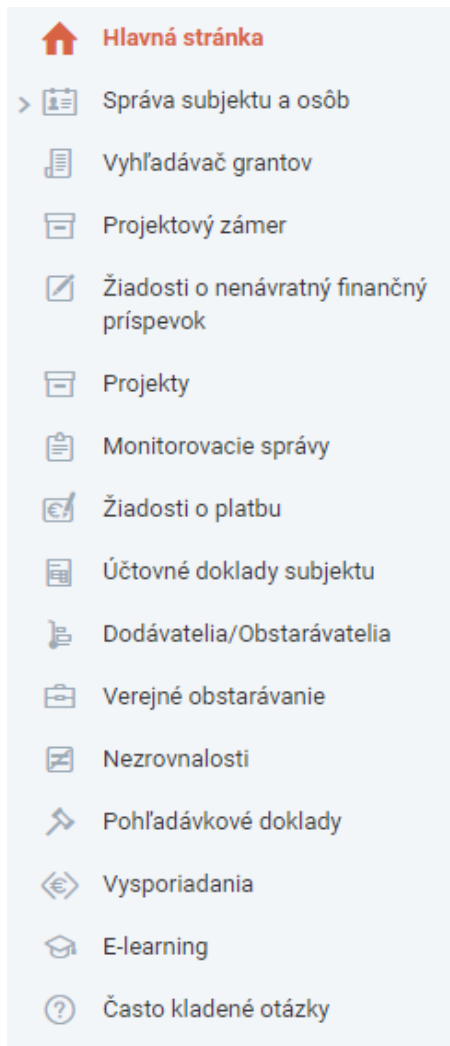 Hlavná stránka
Správa subjektu a osôb
Vyhľadávač grantov
Projektový zámer
Žiadosti o nenávratný finančný
príspevok
Projekty
Monitorovacie správy
Žiadosti o platbu
Účtovné doklady subjektu
Dodávatelia/Obstarávatelia
Verejné obstarávanie
Nezrovnalosti
Pohľadávkové doklady
Vysporiadania
E-learning
Často kladené otázky